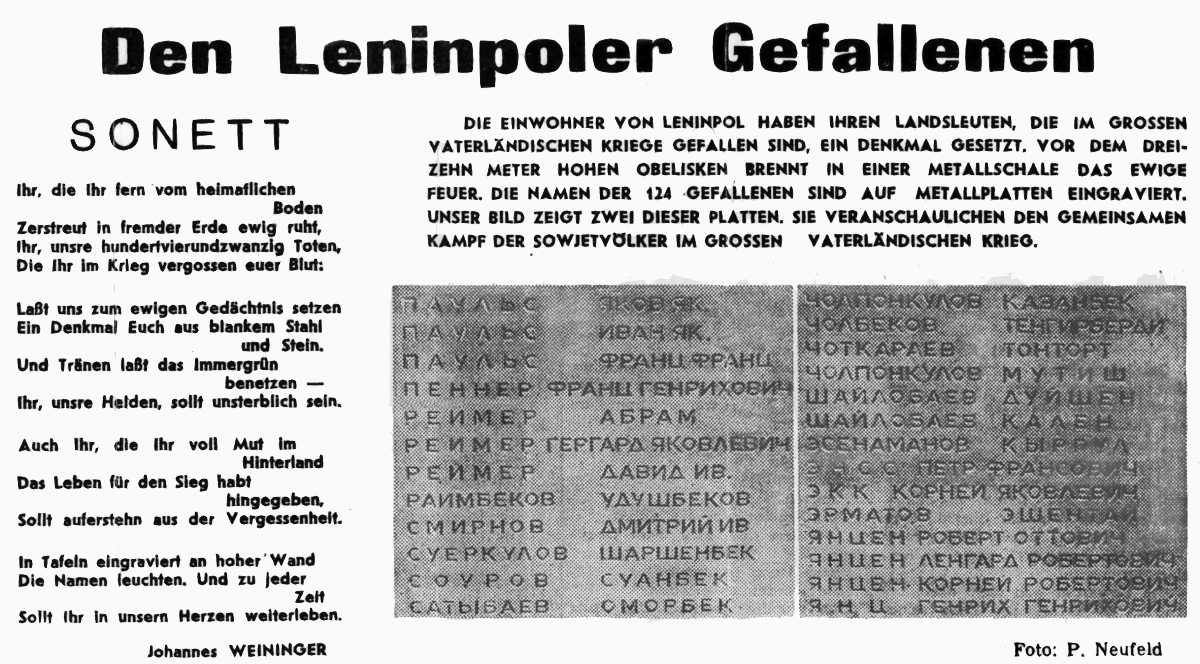 Den Leninpoler Gefallenen
SONETT
Ihr, die Ihr fern vom heimatlichen
Boden
Zerstreut in fremder Erde ewig ruht,
Ihr, unsre hundertvierundzwanzig Toten,
Die Ihr im Krieg vergossen euer Blut:
Laßt uns zum ewigen Gedächtnis setzen
Ein Denkmal Euch aus blankem Stahl
und Stein.
Und Tränen laßt das Immergrün
benetzen —
Ihr, unsre Helden, sollt unsterblich sein.
Auch Ihr, die Ihr voll Mut im
Hinterland
Das Leben für den Sieg habt
hingegeben,
Sollt auferstehn aus der Vergessenheit.
In Tafeln eingraviert an hoher Wand
Die Namen leuchten. Und zu jeder
Zeit
Sollt Ihr in unsern Herzen weiterleben.
Johannes WEININGER
DIE EINWOHNER VON LENINPOL HABEN IHREN LANDSLEUTEN, DIE IM GROSSEN
VATERLÄNDISCHEN KRIEGE GEFALLEN SIND, EIN DENKMAL GESETZT. VOR DEM DREI-
ZEHN METER HOHEN OBELISKEN BRENNT IN EINER METALLSCHALE DAS EWIGE
FEUER. DIE NAMEN DER 124 GEFALLENEN SIND AUF METALLPLATTEN EINGRAVIERT.
UNSER BILD ZEIGT ZWEI DIESER PLATTEN. SIE VERANSCHAULICHEN DEN GEMEINSAMEN
KAMPF DER SOWJETVÖLKER IM GROSSEN VATERLÄNDISCHEN KRIEG.
ПАУЛЬС ЯКОВ ЯК.
ПАУЛЬС ИВАН ЯК.
ПАУЛЬС ФРАНЦ ФРАНЦ
ПЕННЕР ФРАНЦ ГЕНРИХОВИЧ
РЕЙМЕР АБРАМ
РЕЙМЕР ГЕРГАРД ЯКОВЛЕВИЧ
РЕЙМЕР ДАВИД ИВ.
РАИМБЕКОВ УДУШБЕКОВ
СМИРНОВ ДМИТРИЙ ИВ
СУЕРКУЛОВ ШАРШЕНБЕК
СОУРОВ СУАНБЕК
САТЫБАЕВ ОМОРБЕК
ЧОЛПОНКУЛОВ КАЗАНБЕК
ЧОЛБЕКОВ ТЕНГИРБЕРДИ
ЧОТКАРАЕВ ТОНТОРТ
ЧОЛПОНКУЛОВ МУТИШ
ШАЙЛОБАЕВ ДУЙШЕН
ШАЙЛОБАЕВ КАЛЕН
ЭСЕНАМАНОВ
ЭНСС ПЕТР ФРАНСОВИЧ
ЭКК КОРНЕЙ ЯКОВЛЕВИЧ
ЭРМАТОВ
ЯНЦЕН РОБЕРТ ОТТОВИЧ
ЯНЦЕН ЛЕНГАРД РОБЕРТОВИЧ
ЯНЦЕН КОРНЕЙ РОБЕРТОВИЧ
ЯНЦ ГЕНРИХ ГЕНРИХОВИЧ
Foto: P. Neufeld